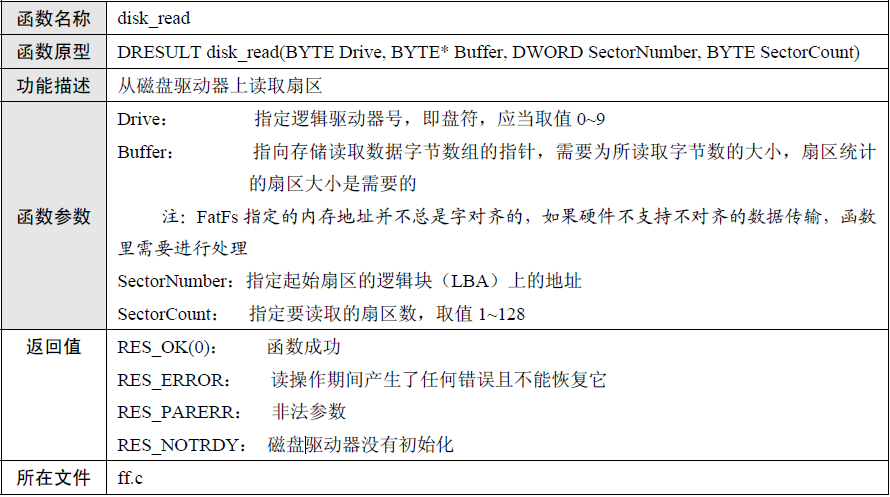 函数名称 disk_read
函数原型 DRESULT disk_read(BYTE Drive, BYTE* Buffer, DWORD SectorNumber, BYTE SectorCount)
功能描述 从磁盘驱动器上读取扇区
函数参数
Drive： 指定逻辑驱动器号，即盘符，应当取值 0~9
Buffer： 指向存储读取数据字节数组的指针，需要为所读取字节数的大小，扇区统计
的扇区大小是需要的
注：FatFs 指定的内存地址并不总是字对齐的，如果硬件不支持不对齐的数据传输，函数
里需要进行处理
SectorNumber：指定起始扇区的逻辑块（LBA）上的地址
SectorCount： 指定要读取的扇区数，取值 1~128
返回值 RES_OK(0)： 函数成功
RES_ERROR： 读操作期间产生了任何错误且不能恢复它
RES_PARERR： 非法参数
RES_NOTRDY： 磁盘驱动器没有初始化
所在文件 ff.c